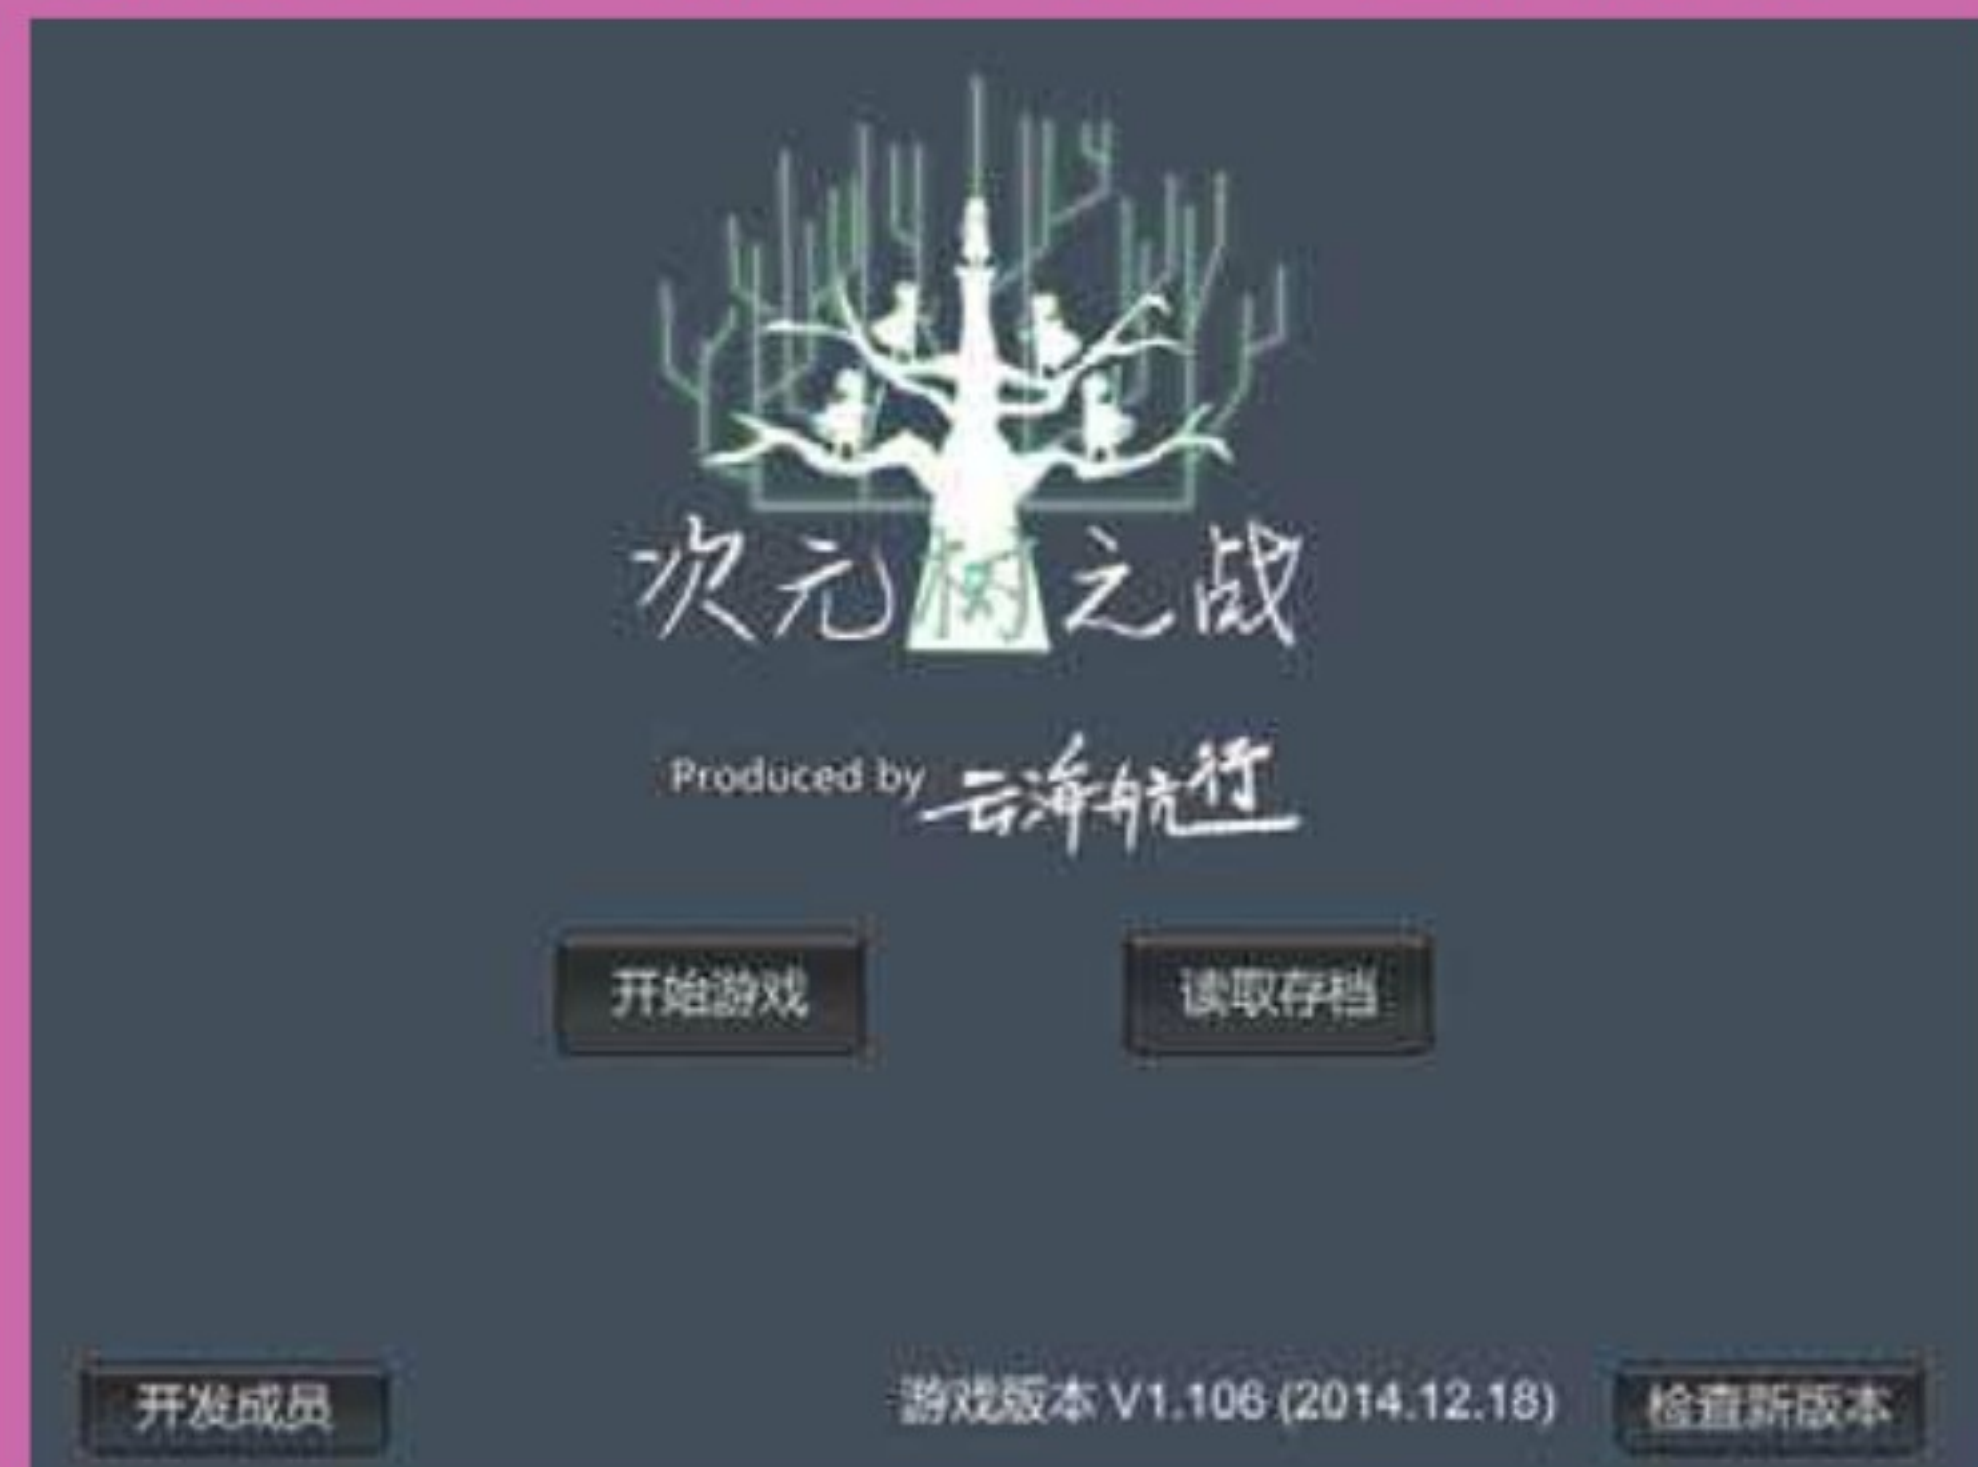 次元树之战
Produced by 云海航行
开始游戏
读取存档
开发成员
游戏版本 V1.106 (2014.12.18)
检查新版本